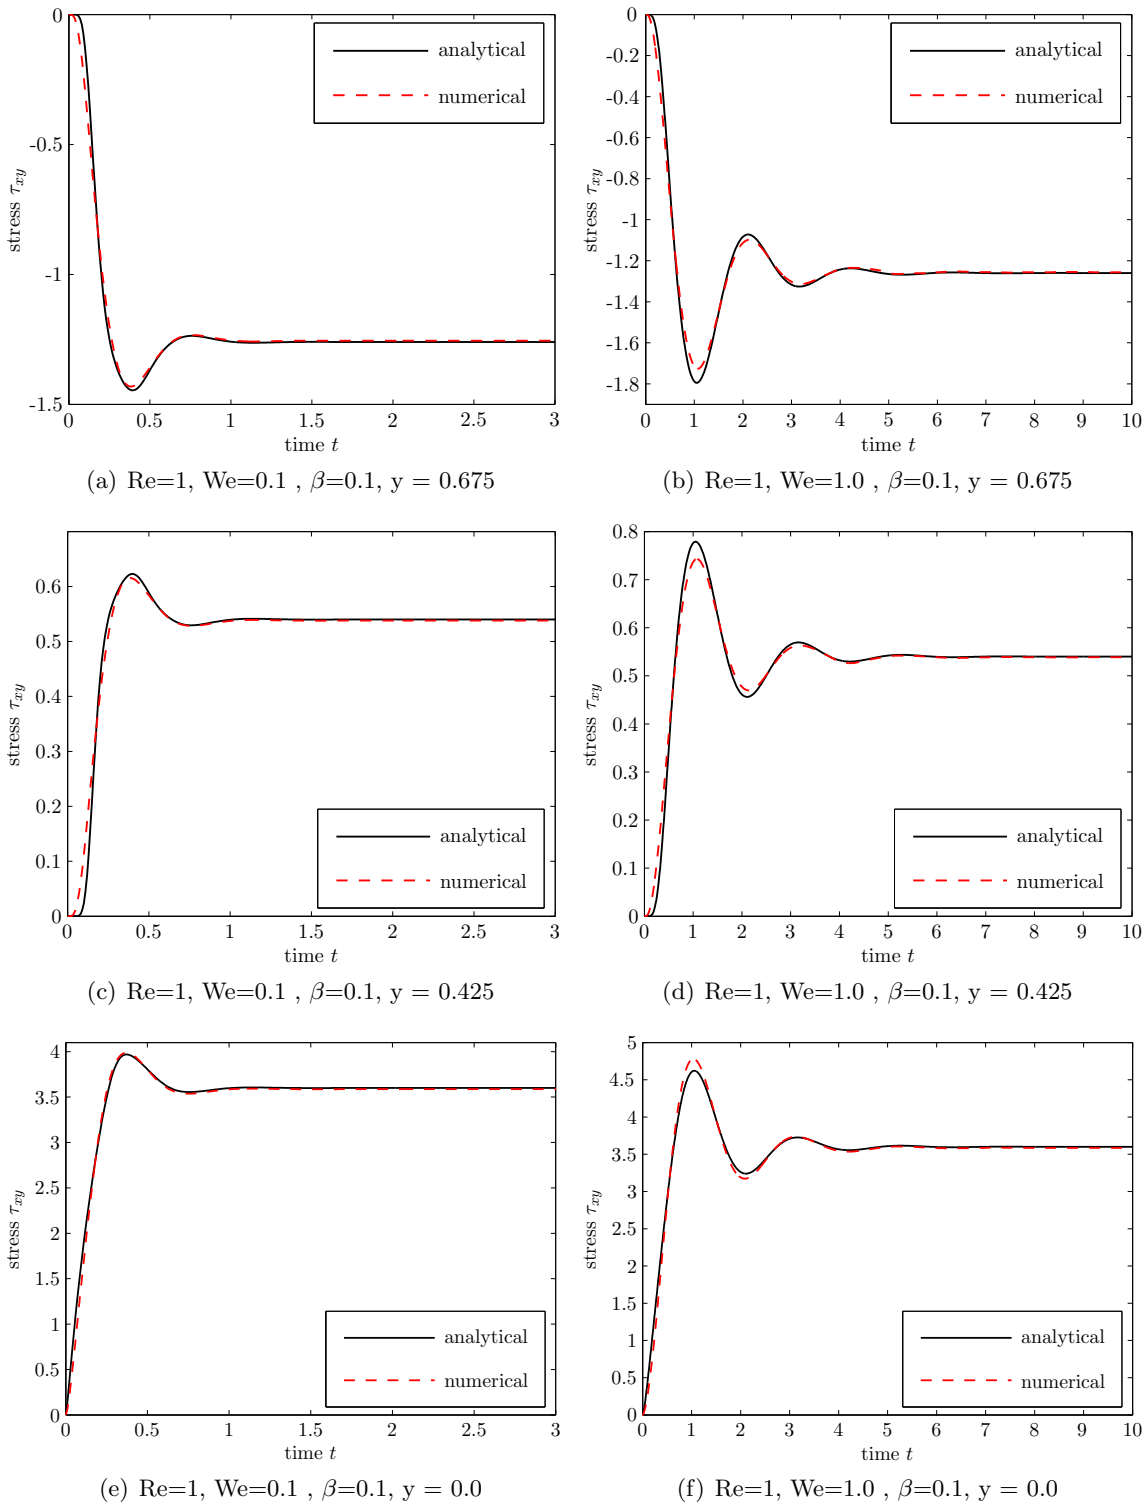 0
-0.5
-1
-1.5
0 0.5 1 1.5 2 2.5 3
stress τxy
time t
analytical
numerical
(a) Re=1, We=0.1 , β=0.1, y = 0.675
0
-0.2
-0.4
-0.6
-0.8
-1
-1.2
-1.4
-1.6
-1.8
0 1 2 3 4 5 6 7 8 9 10
stress τxy
time t
analytical
numerical
(b) Re=1, We=1.0 , β=0.1, y = 0.675
0.6
0.5
0.4
0.3
0.2
0.1
0
0 0.5 1 1.5 2 2.5 3
stress τxy
time t
analytical
numerical
(c) Re=1, We=0.1 , β=0.1, y = 0.425
0.8
0.7
0.6
0.5
0.4
0.3
0.2
0.1
0
0 1 2 3 4 5 6 7 8 9 10
stress τxy
time t
analytical
numerical
(d) Re=1, We=1.0 , β=0.1, y = 0.425
4
3.5
3
2.5
2
1.5
1
0.5
0
0 0.5 1 1.5 2 2.5 3
stress τxy
time t
analytical
numerical
(e) Re=1, We=0.1 , β=0.1, y = 0.0
5
4.5
4
3.5
3
2.5
2
1.5
1
0.5
0
0 1 2 3 4 5 6 7 8 9 10
stress τxy
time t
analytical
numerical
(f) Re=1, We=1.0 , β=0.1, y = 0.0